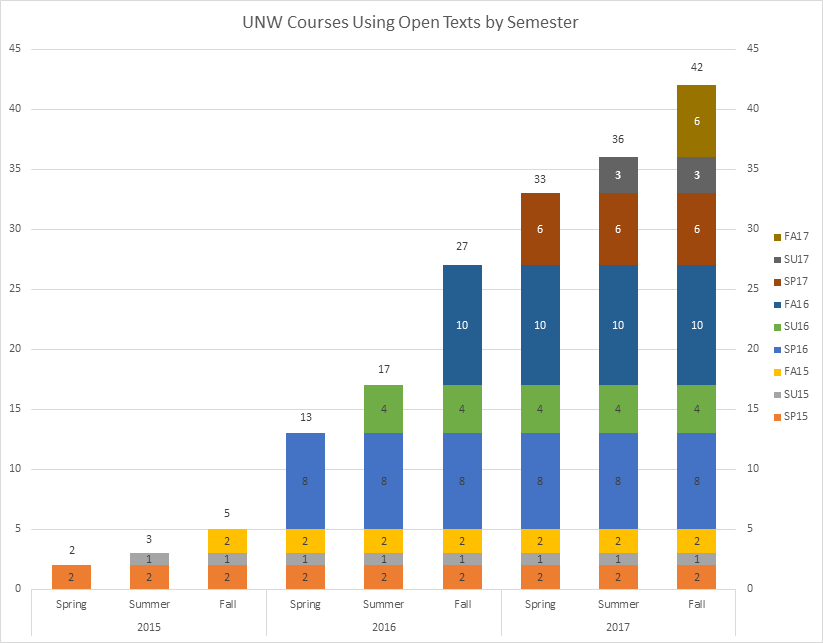 UNW Courses Using Open Texts by Semester
45 45
42
40 40
6
36
35 35
3 3
33
30 30
6 6 6
27
25 25
10 10 10 10
20 20
17
15 15
4 4 4 4 4
13
10 10
8 8 8 8 8 8
5
5 5
3
2 2 2 2 2 2 2
2
1 1 1 1 1 1 1 1
2 2 2 2 2 2 2 2 2
0 0
Spring Summer Fall Spring Summer Fall Spring Summer Fall
2015 2016 2017
FA17
SU17
SP17
FA16
SU16
SP16
FA15
SU15
SP15